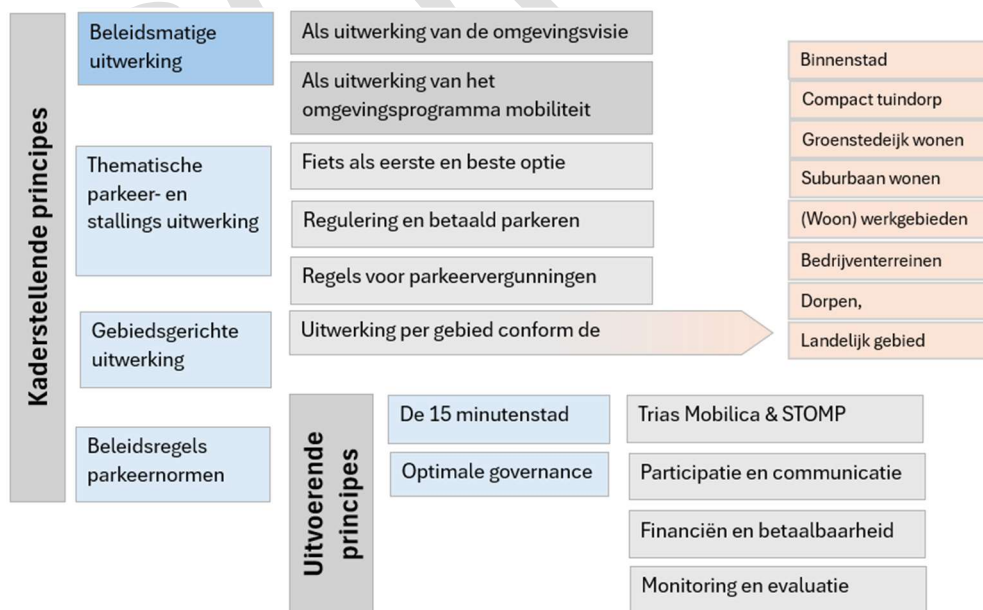 Kaderstellende principes
Beleidsmatige
uitwerking
Als uitwerking van de omgevingsvisie
Als uitwerking van het
omgevingsprogramma mobiliteit
Thematische
parkeer- en
stallings uitwerking
Fiets als eerste en beste optie
Regulering en betaald parkeren
Regels voor parkeervergunningen
Gebiedsgerichte
uitwerking
Uitwerking per gebied conform de
Binnenstad
Compact tuindorp
Groenstedeijk wonen
Suburbaan wonen
(Woon) werkgebieden
Bedrijventerreinen
Dorpen,
Landelijk gebied
Beleidsregels
parkeernormen
Uitvoerende
principes
De 15 minutenstad
Optimale governance
Trias Mobilica & STOMP
Participatie en communicatie
Financiën en betaalbaarheid
Monitoring en evaluatie